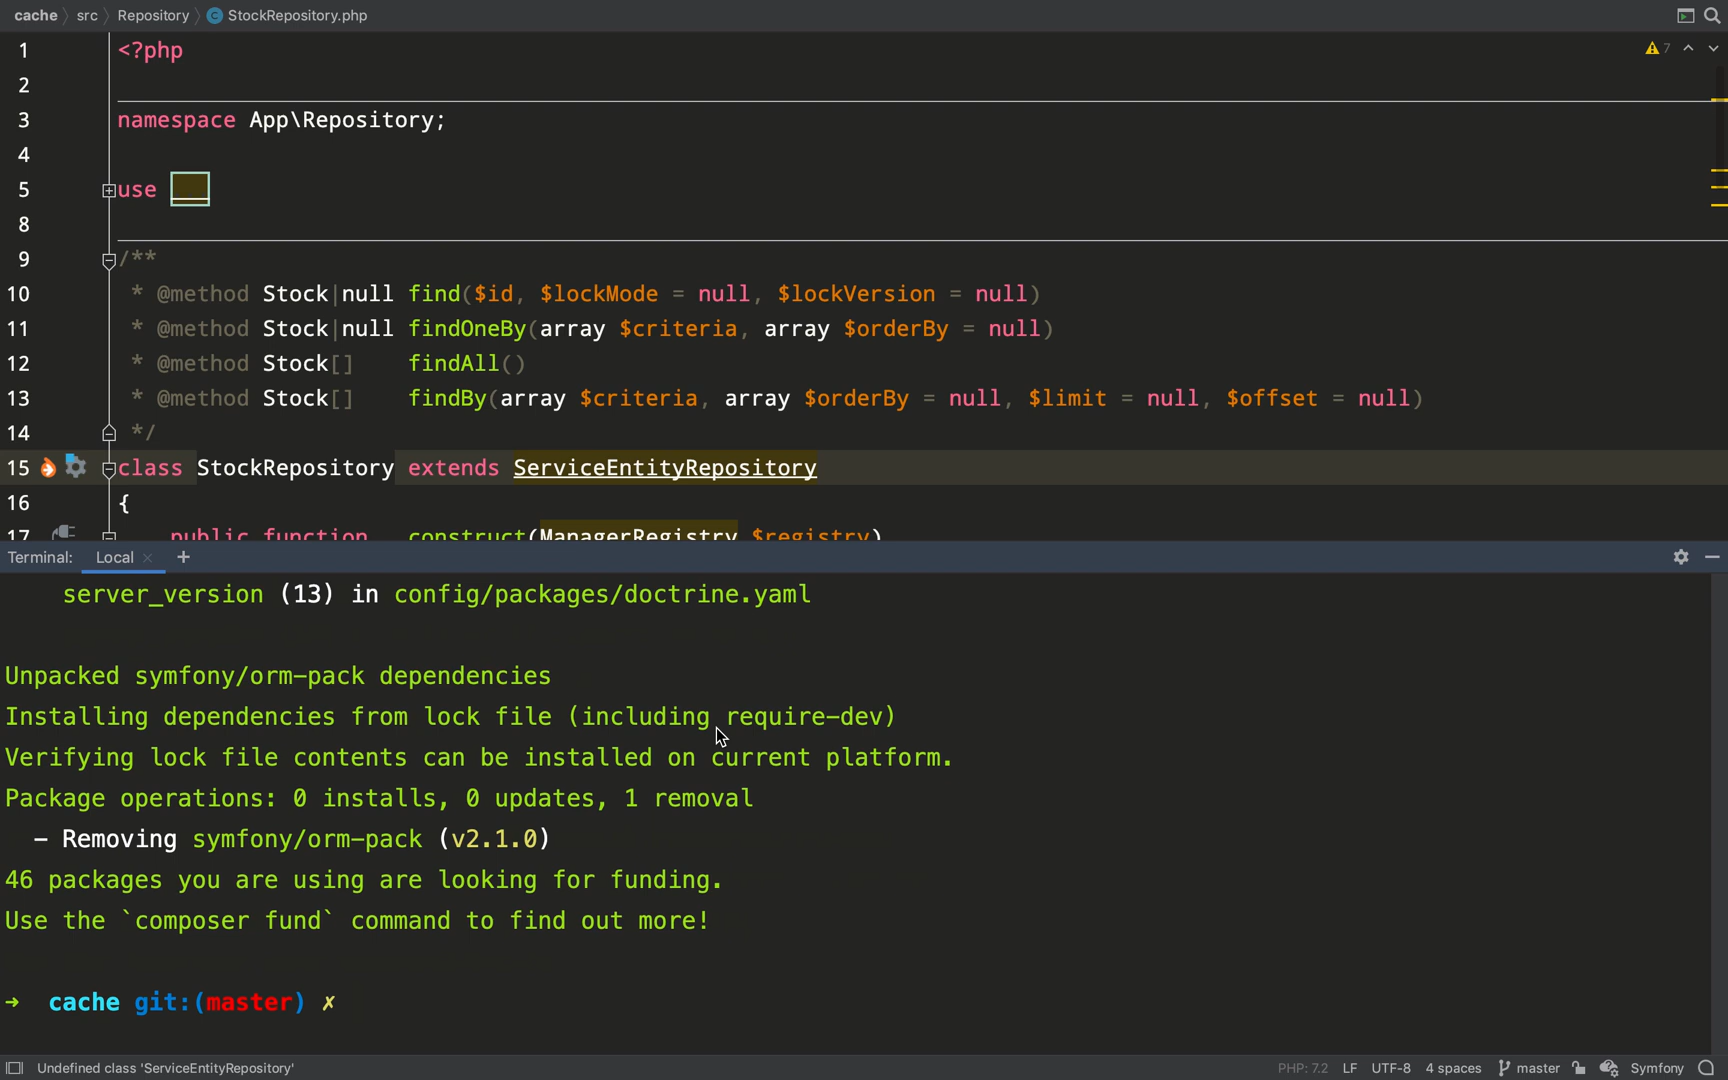 cache src Repository StockRepository.php
1 <?php
7
2
3 namespace App\Repository;
4
5 use
8
9 /**
10 * @method Stock|null find($id, $lockMode = null, $lockVersion = null)
11 * @method Stock|null findOneBy(array $criteria, array $orderBy = null)
12 * @method Stock[] findAll()
13 * @method Stock[] findBy(array $criteria, array $orderBy = null, $limit = null, $offset = null)
14 */
15 class StockRepository extends ServiceEntityRepository
16 {
17 public function construct(ManagerRegistry $registry)
Terminal: Local × +
server_version (13) in config/packages/doctrine.yaml
Unpacked symfony/orm-pack dependencies
Installing dependencies from lock file (including require-dev)
Verifying lock file contents can be installed on current platform.
Package operations: 0 installs, 0 updates, 1 removal
– Removing symfony/orm-pack (v2.1.0)
46 packages you are using are looking for funding.
Use the `composer fund` command to find out more!
➜ cache git:(master) ✗
Undefined class 'ServiceEntityRepository' PHP: 7.2 LF UTF-8 4 spaces master Symfony